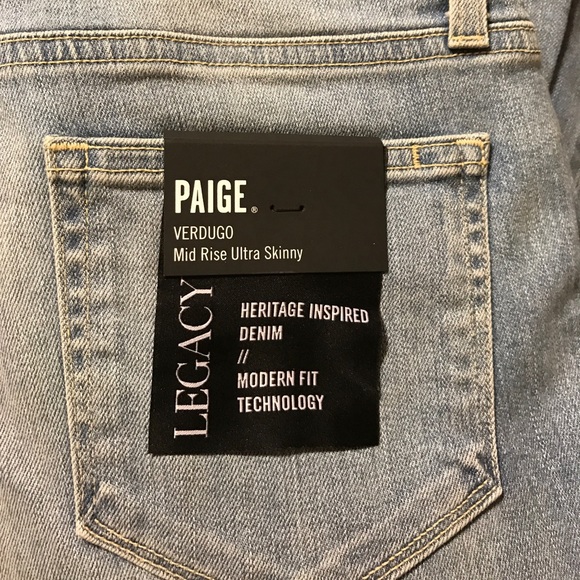 PAIGE®
VERDUGO
Mid Rise Ultra Skinny
LEGACY
HERITAGE INSPIRED
DENIM
//
MODERN FIT
TECHNOLOGY